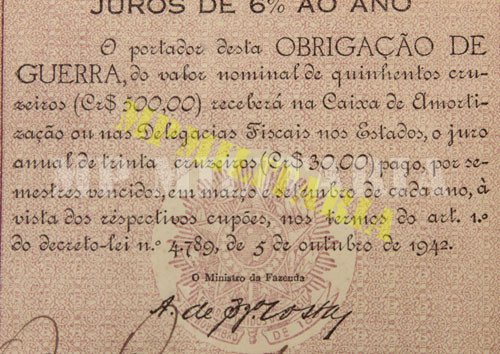 JUROS DE 6% AO ANO
O portador desta OBRIGAÇÃO DE
GUERRA, do valor nominal de quinhentos cru-
zeiros (Cr$ 500,00) receberá na Caixa de Amorti-
zação ou nas Delegacias Fiscais nos Estados, o juro
anual de trinta cruzeiros (Cr$ 30,00) pago, por se-
mestres vencidos, em março e setembro de cada ano, à
vista dos respectivos cupões, nos termos do art. 1.º
do decreto-lei n.º 4.789, de 5 de outubro de 1942.
O Ministro da Fazenda
A. de